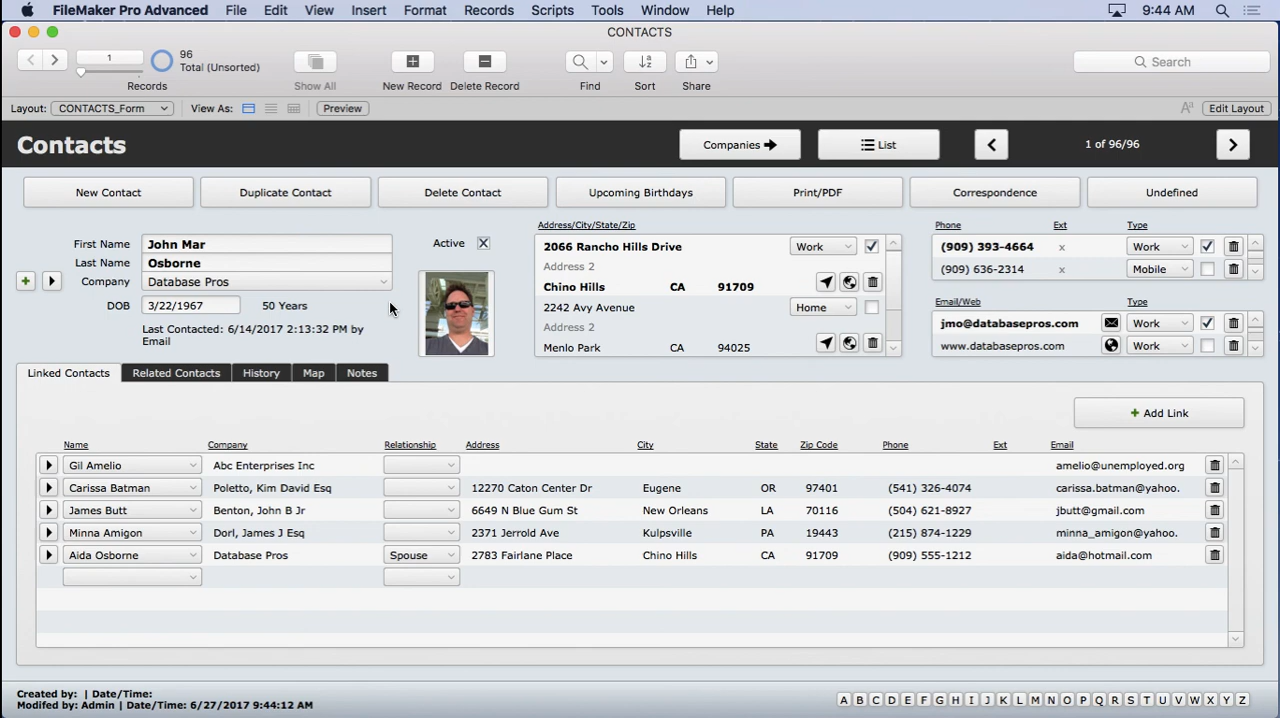 FileMaker Pro Advanced File Edit View Insert Format Records Scripts Tools Window Help 9:44 AM
CONTACTS
1 96 Total (Unsorted) Search
Records Show All New Record Delete Record Find Sort Share
Layout: CONTACTS_Form View As: Preview Aa Edit Layout
Contacts Companies List 1 of 96/96
New Contact Duplicate Contact Delete Contact Upcoming Birthdays Print/PDF Correspondence Undefined
First Name John Mar
Last Name Osborne
Company Database Pros
DOB 3/22/1967 50 Years
Last Contacted: 6/14/2017 2:13:32 PM by
Email
Active
Address/City/State/Zip
2066 Rancho Hills Drive Work
Address 2
Chino Hills CA 91709
2242 Avy Avenue Home
Address 2
Menlo Park CA 94025
Phone Ext Type
(909) 393-4664 x Work
(909) 636-2314 x Mobile
Email/Web Type
jmo@databasepros.com Work
www.databasepros.com Work
Linked Contacts Related Contacts History Map Notes
Add Link
Name Company Relationship Address City State Zip Code Phone Ext Email
Gil Amelio Abc Enterprises Inc amelio@unemployed.org
Carissa Batman Poletto, Kim David Esq 12270 Caton Center Dr Eugene OR 97401 (541) 326-4074 carissa.batman@yahoo.
James Butt Benton, John B Jr 6649 N Blue Gum St New Orleans LA 70116 (504) 621-8927 jbutt@gmail.com
Minna Amigon Dorl, James J Esq 2371 Jerrold Ave Kulpsville PA 19443 (215) 874-1229 minna_amigon@yahoo.
Aida Osborne Database Pros Spouse 2783 Fairlane Place Chino Hills CA 91709 (909) 555-1212 aida@hotmail.com
Created by: | Date/Time:
Modifed by: Admin | Date/Time: 6/27/2017 9:44:12 AM
A B C D E F G H I J K L M N O P Q R S T U V W X Y Z